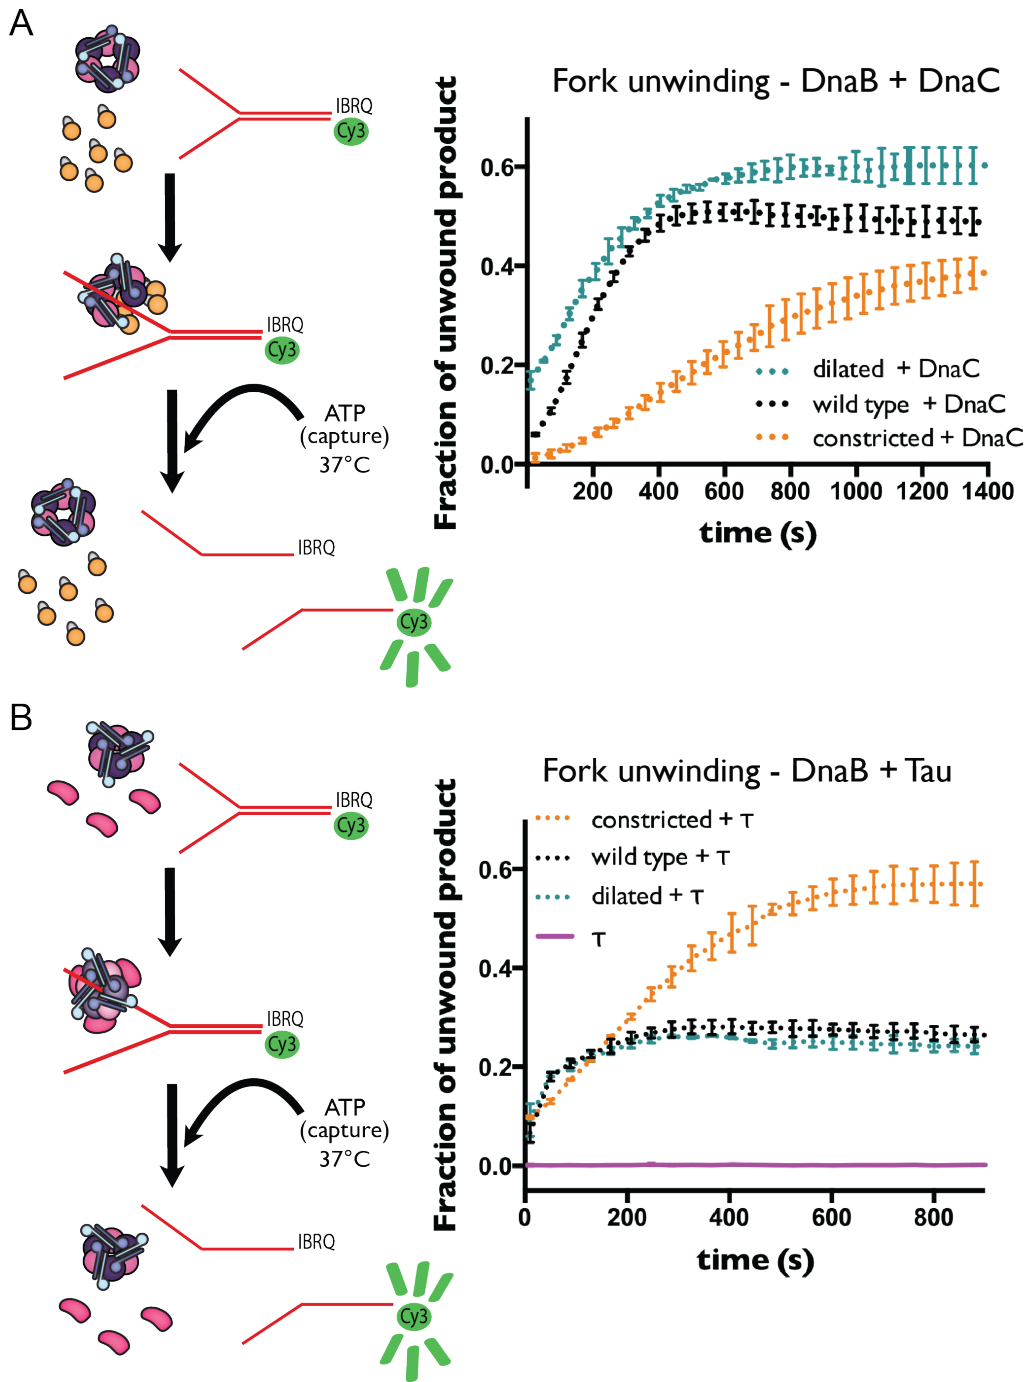 A
IBRQ
Cy3
IBRQ
Cy3
ATP
(capture)
37°C
IBRQ
Cy3
Fork unwinding - DnaB + DnaC
Fraction of unwound product
0.6
0.4
0.2
0.0
dilated + DnaC
wild type + DnaC
constricted + DnaC
200 400 600 800 1000 1200 1400
time (s)
B
IBRQ
Cy3
IBRQ
Cy3
ATP
(capture)
37°C
IBRQ
Cy3
Fork unwinding - DnaB + Tau
Fraction of unwound product
constricted + τ
wild type + τ
dilated + τ
τ
0.6
0.4
0.2
0.0
0 200 400 600 800
time (s)